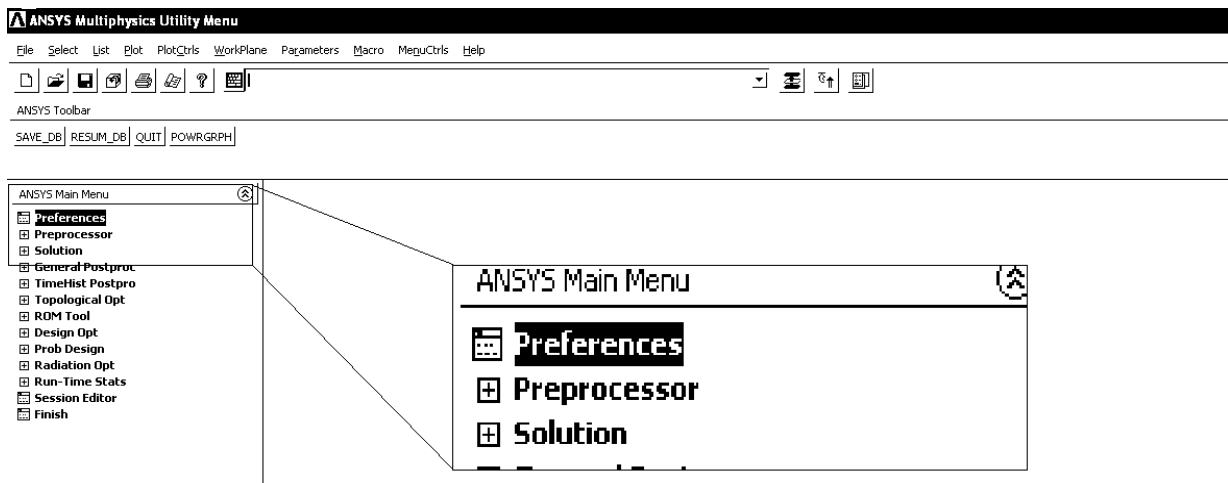 ANSYS Multiphysics Utility Menu
File Select List Plot PlotCtrls WorkPlane Parameters Macro MenuCtrls Help
ANSYS Toolbar
SAVE_DB RESUM_DB QUIT POWRGRPH
ANSYS Main Menu
Preferences
Preprocessor
Solution
General Postproc
TimeHist Postpro
Topological Opt
ROM Tool
Design Opt
Prob Design
Radiation Opt
Run-Time Stats
Session Editor
Finish
ANSYS Main Menu
Preferences
Preprocessor
Solution